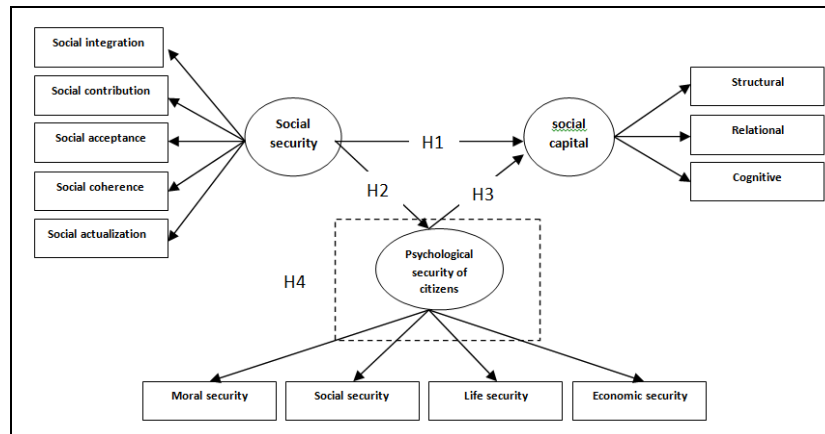 Social integration
Social contribution
Social acceptance
Social coherence
Social actualization
Social
security
H1
H2
H3
social
capital
Structural
Relational
Cognitive
Psychological
security of
citizens
H4
Moral security
Social security
Life security
Economic security